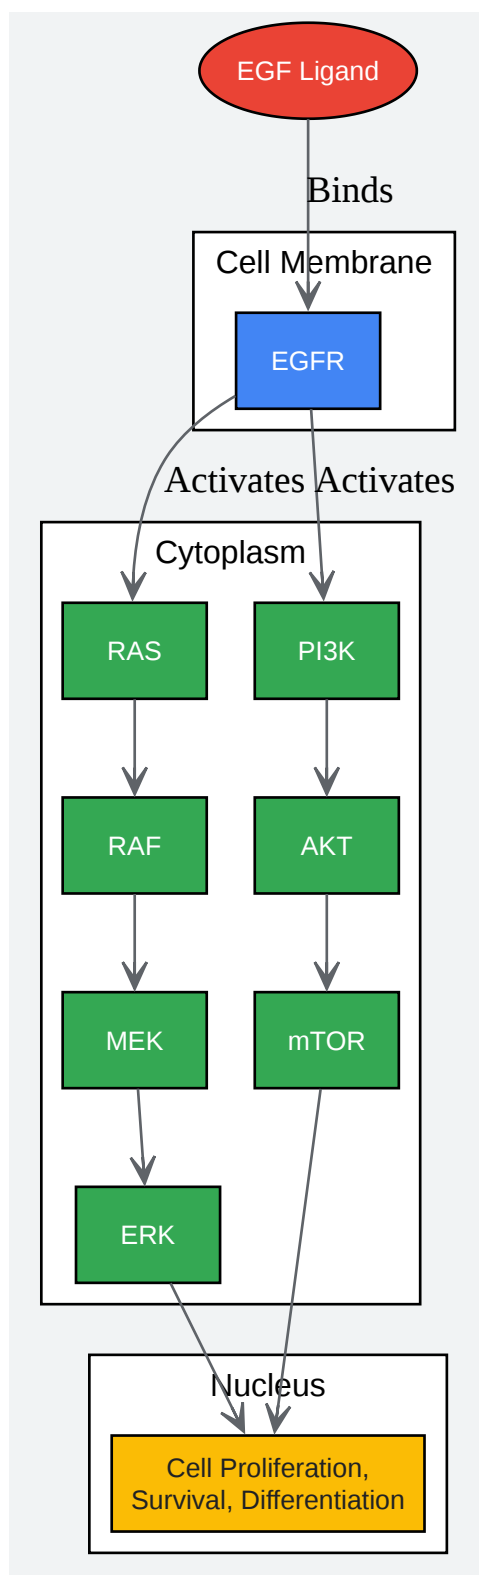 EGF Ligand
Binds
Cell Membrane
EGFR
Activates Activates
Cytoplasm
RAS PI3K
RAF AKT
MEK mTOR
ERK
Nucleus
Cell Proliferation,
Survival, Differentiation